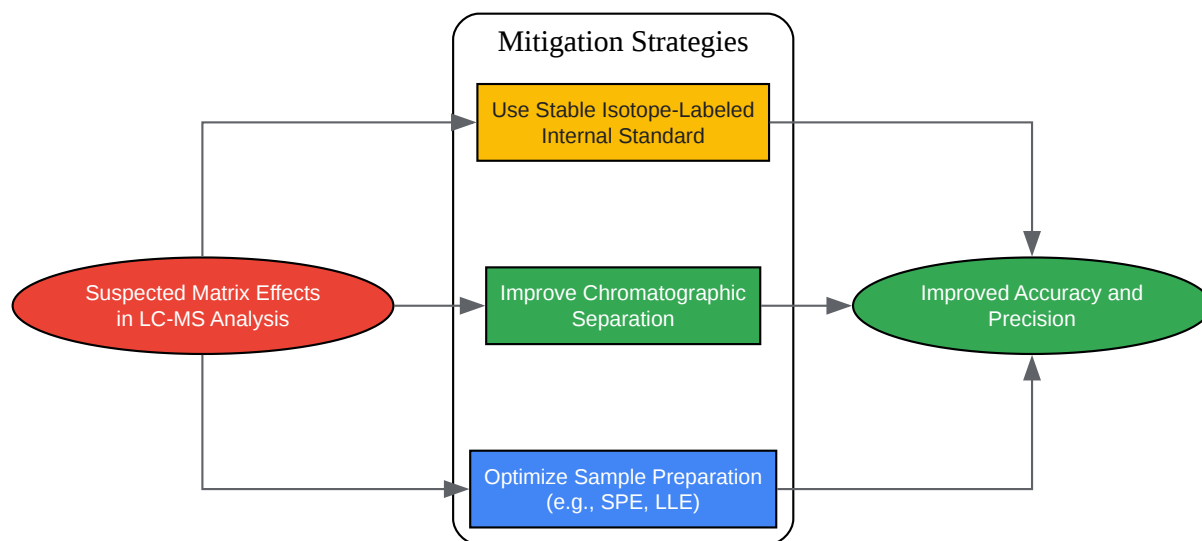 Mitigation Strategies
Use Stable Isotope-Labeled
Internal Standard
Suspected Matrix Effects
in LC-MS Analysis
Improve Chromatographic
Separation
Improved Accuracy and
Precision
Optimize Sample Preparation
(e.g., SPE, LLE)